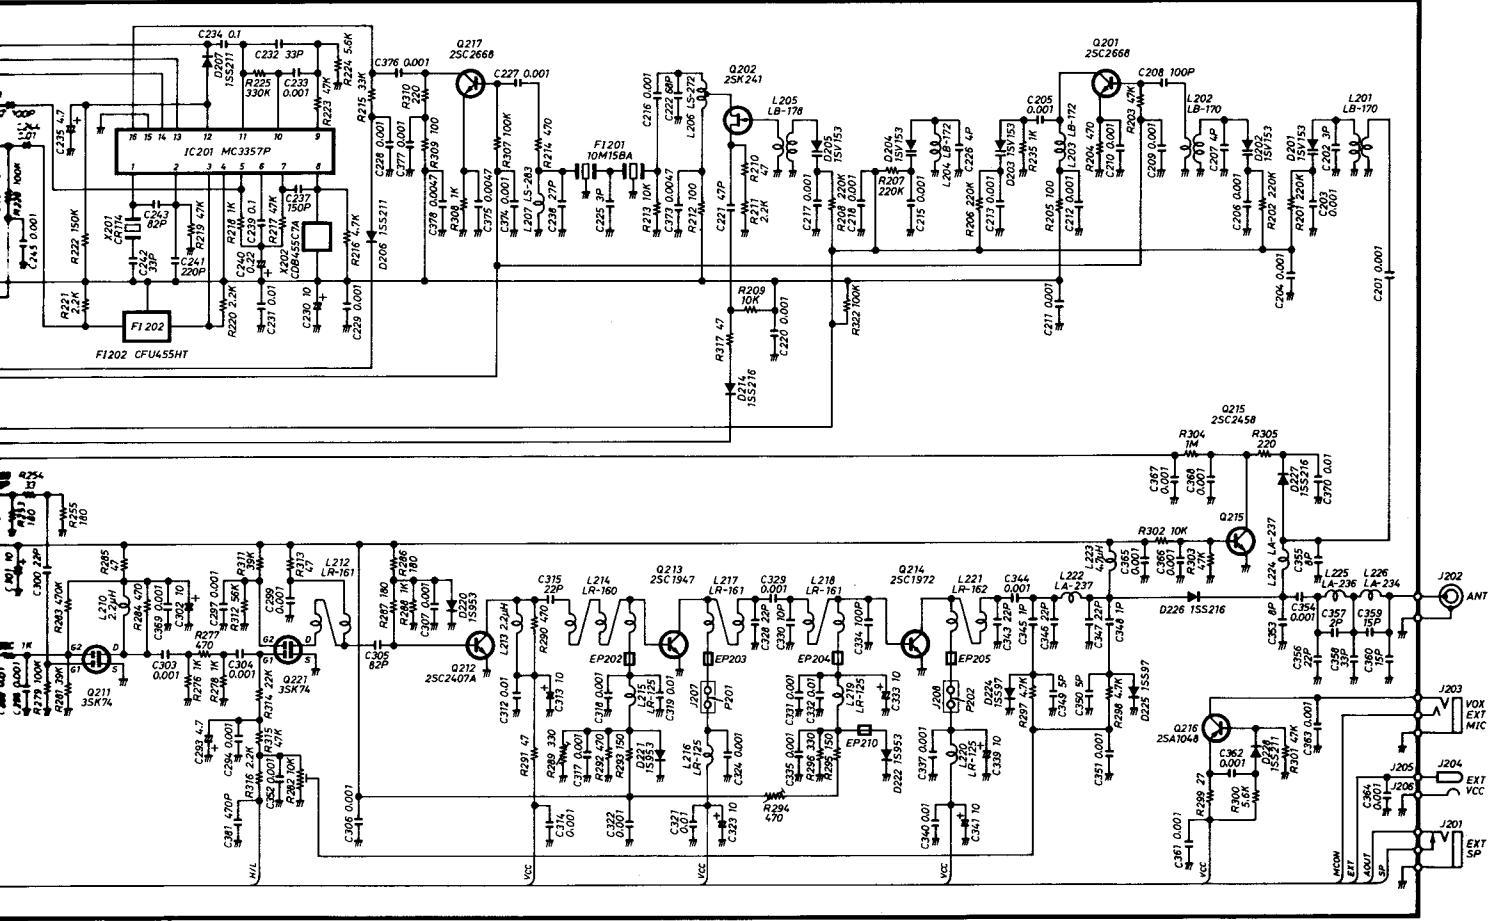 C234 0.1
C232 33P
D207 1SS211
R225 330K
C233 0.001
R224 5.6K
R223 47K
C235 4.7
16 15 14 13 12 11 10 9
IC201 MC3357P
1 2 3 4 5 6 7 8
R215 33K
C376 0.001
R310 220
Q217 2SC2668
C227 0.001
C228 0.001
C377 0.001
R309 100
R307 100K
R214 470
F1201 10M15BA
C216 0.001
C222 68P
L206 LS-272
Q202 2SK241
L205 LB-178
D205 1SV153
D204 1SV153
L204 LB-172
C226 4P
D203 1SV153
R235 1K
C205 0.001
L203 LB-172
Q201 2SC2668
R204 470
C210 0.001
R203 47K
C208 100P
C209 0.001
L202 LB-170
C207 4P
D202 1SV153
D201 1SV153
C202 3P
L201 LB-170
C245 0.001
R222 150K
X201 CR114
C243 82P
C242 33P
R219 47K
C241 220P
R218 1K
C239 0.1
R217 47K
C237 150P
C240 0.22
X202 CDB455C7A
R216 4.7K
D206 1SS211
C378 0.0047
R308 1K
C375 0.0047
C374 0.001
L207 LS-283
C238 27P
C225 3P
R213 10K
C373 0.0047
R212 100
C221 47P
R210 47
R211 2.2K
C217 0.001
R208 220K
C218 0.001
R207 220K
C215 0.001
R206 220K
C213 0.001
R205 100
C212 0.001
C206 0.001
R202 220K
R201 220K
C203 0.001
R221 2.2K
F1202
F1202 CFU455HT
R220 2.2K
C231 0.01
C230 10
C229 0.001
R209 10K
C220 0.001
R317 47
D214 1SS216
R322 100K
C211 0.001
C204 0.001
C201 0.001
Q215 2SC2458
R304 1M
R305 220
C367 0.001
C368 0.001
D227 1SS216
C370 0.01
R254 33
R253 180
R255 180
C301 10
C300 22P
R283 470K
R285 47
L210 2.2μH
R284 470
C369 0.001
C302 10
C297 0.001
R312 56K
R311 39K
C299 0.001
R313 47
L212 LR-161
R286 180
R287 180
R288 1K
C307 0.001
D220 1S953
C315 22P
L213 2.2μH
R290 470
L214 LR-160
Q213 2SC1947
L217 LR-161
C329 0.001
C328 22P
C330 10P
L218 LR-161
C334 100P
Q214 2SC1972
L221 LR-162
C344 0.001
C343 22P
C345 1P
L222 LA-237
C346 22P
C347 22P
C348 1P
L223 4.7μH
C365 0.001
R302 10K
C366 0.001
R303 47K
Q215
L224 LA-237
C355 8P
D226 1SS216
C353 8P
C354 0.001
L225 LA-236
L226 LA-234
C357 2P
C359 15P
C356 22P
C358 33P
C360 15P
J202 ANT
G2 D
G1 S
Q211 3SK74
R279 100K
R281 39K
C303 0.001
R277 470
R276 1K
R278 1K
C304 0.001
G2 D
G1 S
Q221 3SK74
R314 22K
C305 82P
Q212 2SC2407A
EP202
EP203
EP204
EP205
C312 0.01
C313 10
C318 0.001
L215 LR-125
C319 0.01
J207
P201
C331 0.001
C332 0.001
L219 LR-125
C333 10
J208
P202
D224 1SS97
R297 4.7K
C349 5P
C350 5P
R298 4.7K
D225 1SS97
C293 4.7
C294 0.001
R315 47K
R316 2.2K
C352 0.001
R282 10K
C381 470P
C306 0.001
R291 47
R289 330
C317 0.001
R292 470
R293 150
D221 1S953
L216 LR-125
C324 0.001
C335 0.001
R296 330
R295 150
EP210
D222 1S953
C337 0.01
L220 LR-125
C339 10
C351 0.001
R294 470
C314 0.001
C322 0.001
C321 0.01
C323 10
C340 0.01
C341 10
Q216 2SA1048
C362 0.001
1SS211
R301 47K
R299 27
R300 5.6K
C361 0.001
C363 0.001
C364 0.001
J203
VOX
EXT
MIC
J205
J204
J206
EXT
VCC
J201
EXT
SP
H/L
VCC
VCC
VCC
VCC
MCON
EXT
AOUT
SP